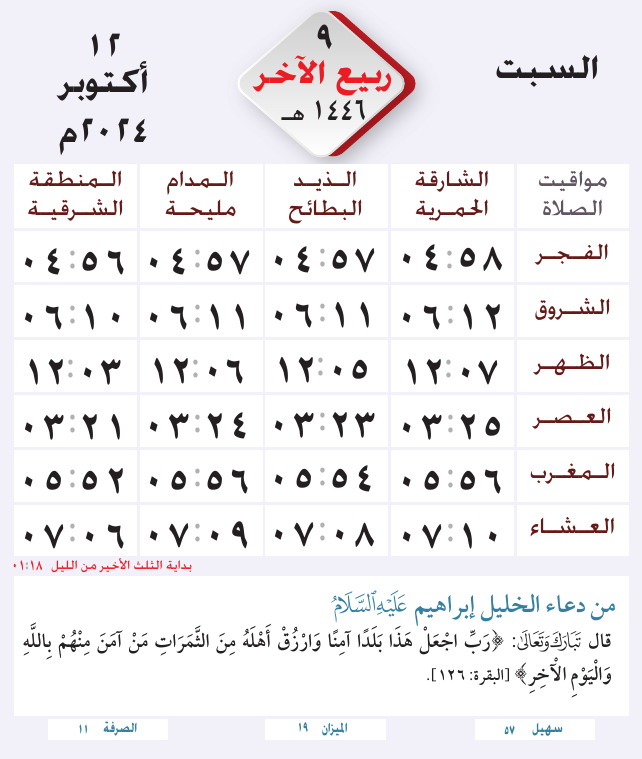 السبت
٩
ربيع الآخر
١٤٤٦ هـ
١٢
أكتوبر
٢٠٢٤م
مواقيت الصلاة | الشارقة الحمرية | الذيد البطائح | المدام مليحة | المنطقة الشرقية
الفجر ٠٤:٥٨ ٠٤:٥٧ ٠٤:٥٧ ٠٤:٥٦
الشروق ٠٦:١٢ ٠٦:١١ ٠٦:١١ ٠٦:١٠
الظهر ١٢:٠٧ ١٢:٠٥ ١٢:٠٦ ١٢:٠٣
العصر ٠٣:٢٥ ٠٣:٢٣ ٠٣:٢٤ ٠٣:٢١
المغرب ٠٥:٥٦ ٠٥:٥٤ ٠٥:٥٦ ٠٥:٥٢
العشاء ٠٧:١٠ ٠٧:٠٨ ٠٧:٠٩ ٠٧:٠٦
بداية الثلث الأخير من الليل ٠١:١٨
من دعاء الخليل إبراهيم عَلَيْهِ السَّلَامُ
قال تَبَارَكَ وَتَعَالَىٰ: ﴿رَبِّ اجْعَلْ هَذَا بَلَدًا آمِنًا وَارْزُقْ أَهْلَهُ مِنَ الثَّمَرَاتِ مَنْ آمَنَ مِنْهُمْ بِاللَّهِ
وَالْيَوْمِ الْآخِرِ﴾ [البقرة: ١٢٦].
سهيل ٥٧ الميزان ١٩ الصرفة ١١